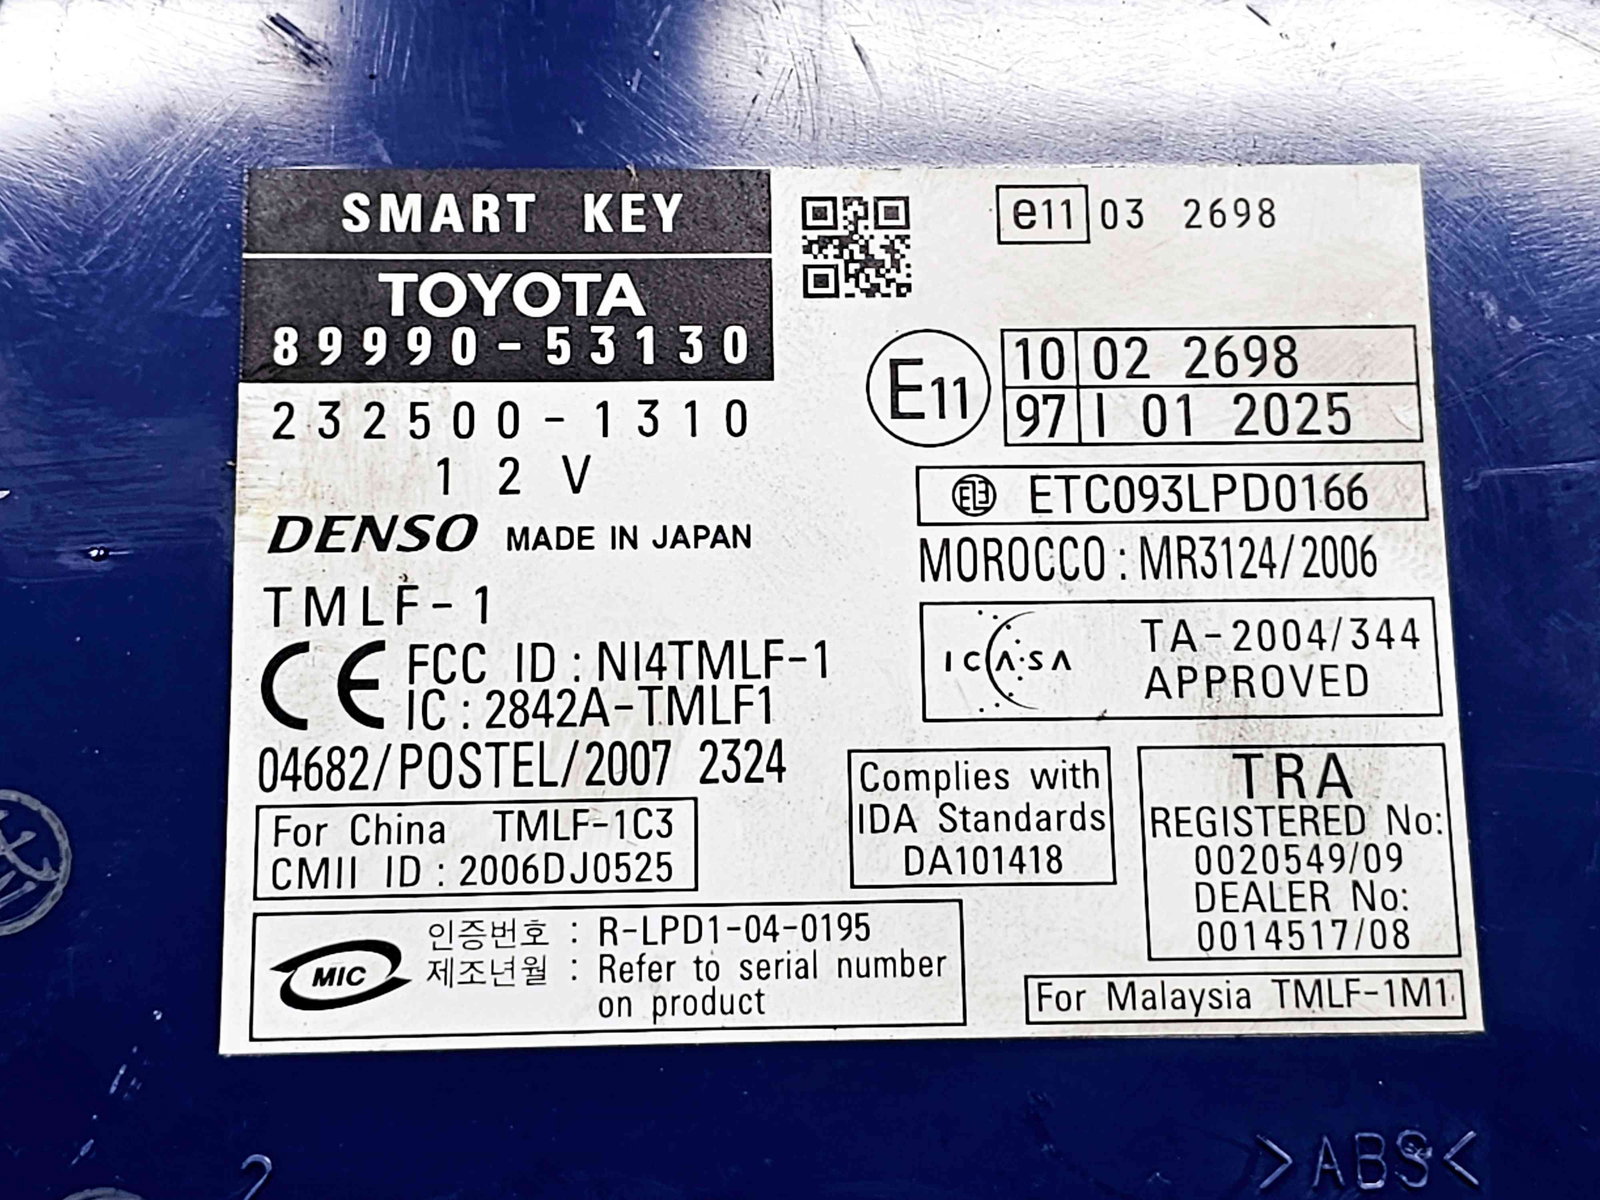 SMART KEY
TOYOTA
89990-53130
232500-1310
12V
DENSO MADE IN JAPAN
TMLF-1
CE
FCC ID : NI4TMLF-1
IC : 2842A-TMLF1
04682/POSTEL/2007 2324
For China TMLF-1C3
CMII ID : 2006DJ0525
MIC
인증번호 : R-LPD1-04-0195
제조년월 : Refer to serial number
on product
e11 03 2698
E11
10 02 2698
97 I 01 2025
ETC093LPD0166
MOROCCO : MR3124/2006
ICASA
TA-2004/344
APPROVED
Complies with
IDA Standards
DA101418
TRA
REGISTERED No:
0020549/09
DEALER No:
0014517/08
For Malaysia TMLF-1M1
>ABS<
2